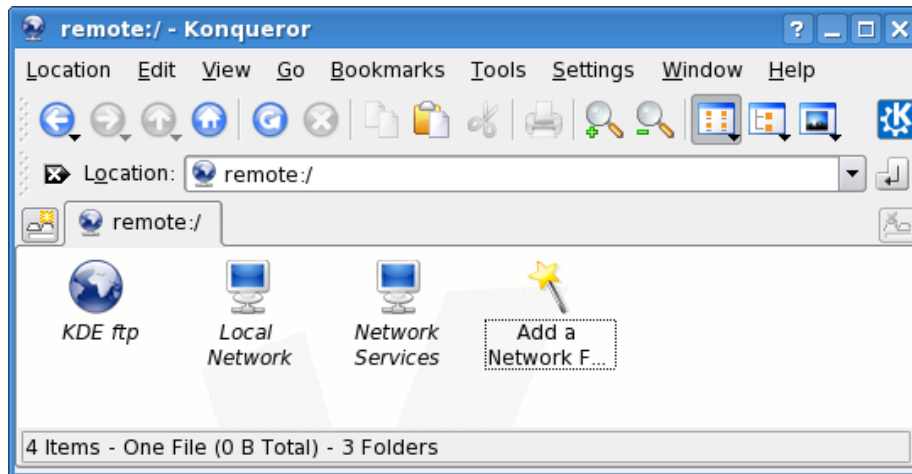 remote:/ - Konqueror
Location Edit View Go Bookmarks Tools Settings Window Help
Location: remote:/
remote:/
KDE ftp
Local Network
Network Services
Add a Network F...
4 Items - One File (0 B Total) - 3 Folders